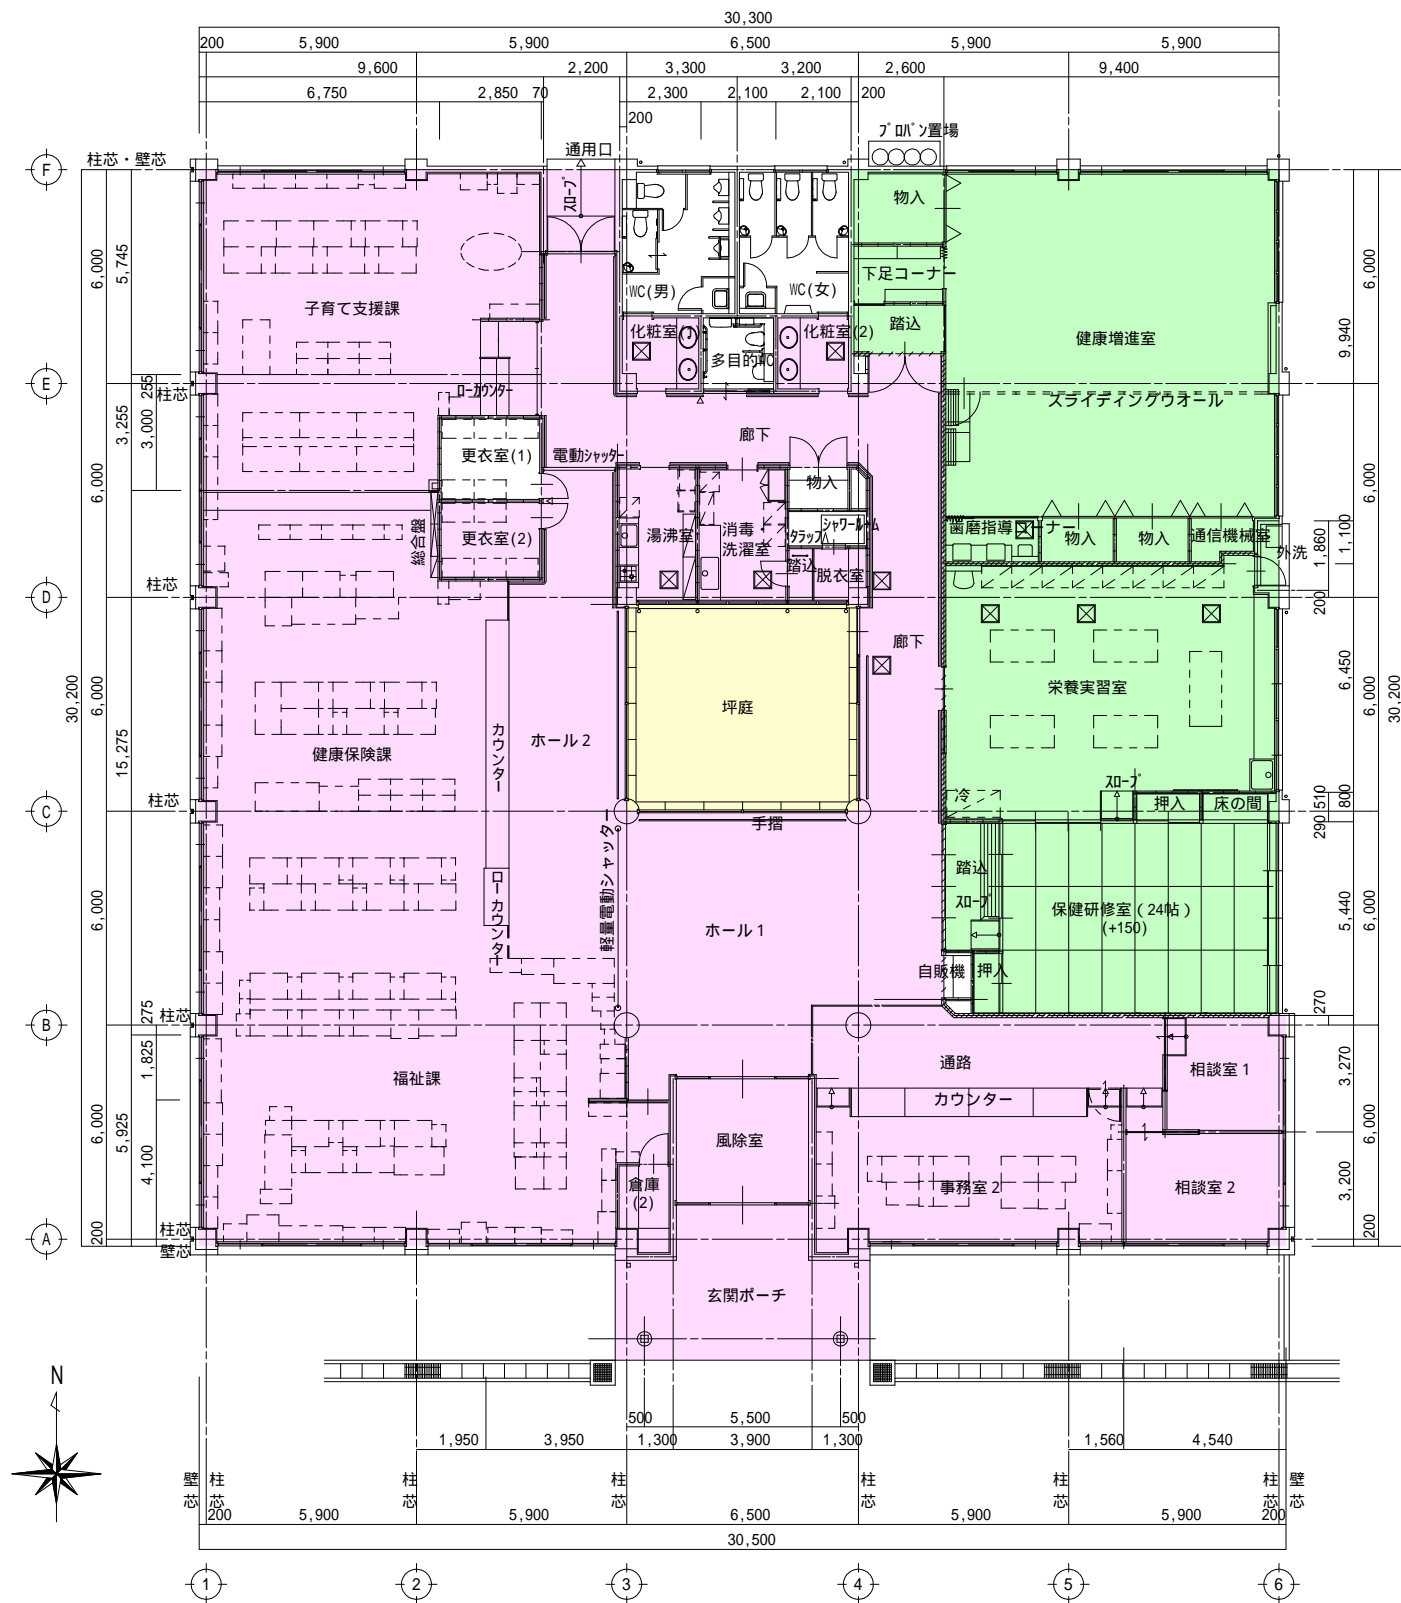 30,300
200 5,900 5,900 6,500 5,900 5,900
9,600 2,200 3,300 3,200 2,600 9,400
6,750 2,850 70 2,300 2,100 2,100 200
200
プロパン置場
通用口
柱芯・壁芯
F
スロープ
物入
6,000
5,745
6,000
下足コーナー
WC(男)
WC(女)
子育て支援課
踏込
化粧室(1)
化粧室(2)
健康増進室
多目的WC
9,940
E
255
柱芯
ローカウンター
スライディングウオール
3,255
3,000
廊下
更衣室(1)
電動シャッター
6,000
6,000
物入
総合盤
更衣室(2)
湯沸室
消毒
洗濯室
シャワールーム
タラップ
踏込
脱衣室
歯磨指導コーナー
物入
物入
通信機械室
外洗
1,860
1,100
柱芯
D
200
廊下
30,200
6,000
15,275
6,450
6,000
30,200
栄養実習室
坪庭
カウンター
ホール2
健康保険課
スロープ
冷
押入
床の間
柱芯
C
510
800
290
手摺
軽量電動シャッター
踏込
ローカウンター
スロープ
保健研修室(24帖)
(+150)
ホール1
6,000
5,440
6,000
自販機
押入
275
柱芯
B
270
1,825
通路
相談室1
3,270
福祉課
カウンター
風除室
6,000
5,925
4,100
6,000
倉庫
(2)
事務室2
相談室2
3,200
200
柱芯
A
壁芯
200
玄関ポーチ
N
500 5,500 500
1,950 3,950 1,300 3,900 1,300 1,560 4,540
壁芯 柱芯 柱芯 柱芯 柱芯 柱芯 柱芯 壁芯
200 5,900 5,900 6,500 5,900 5,900 200
30,500
1 2 3 4 5 6